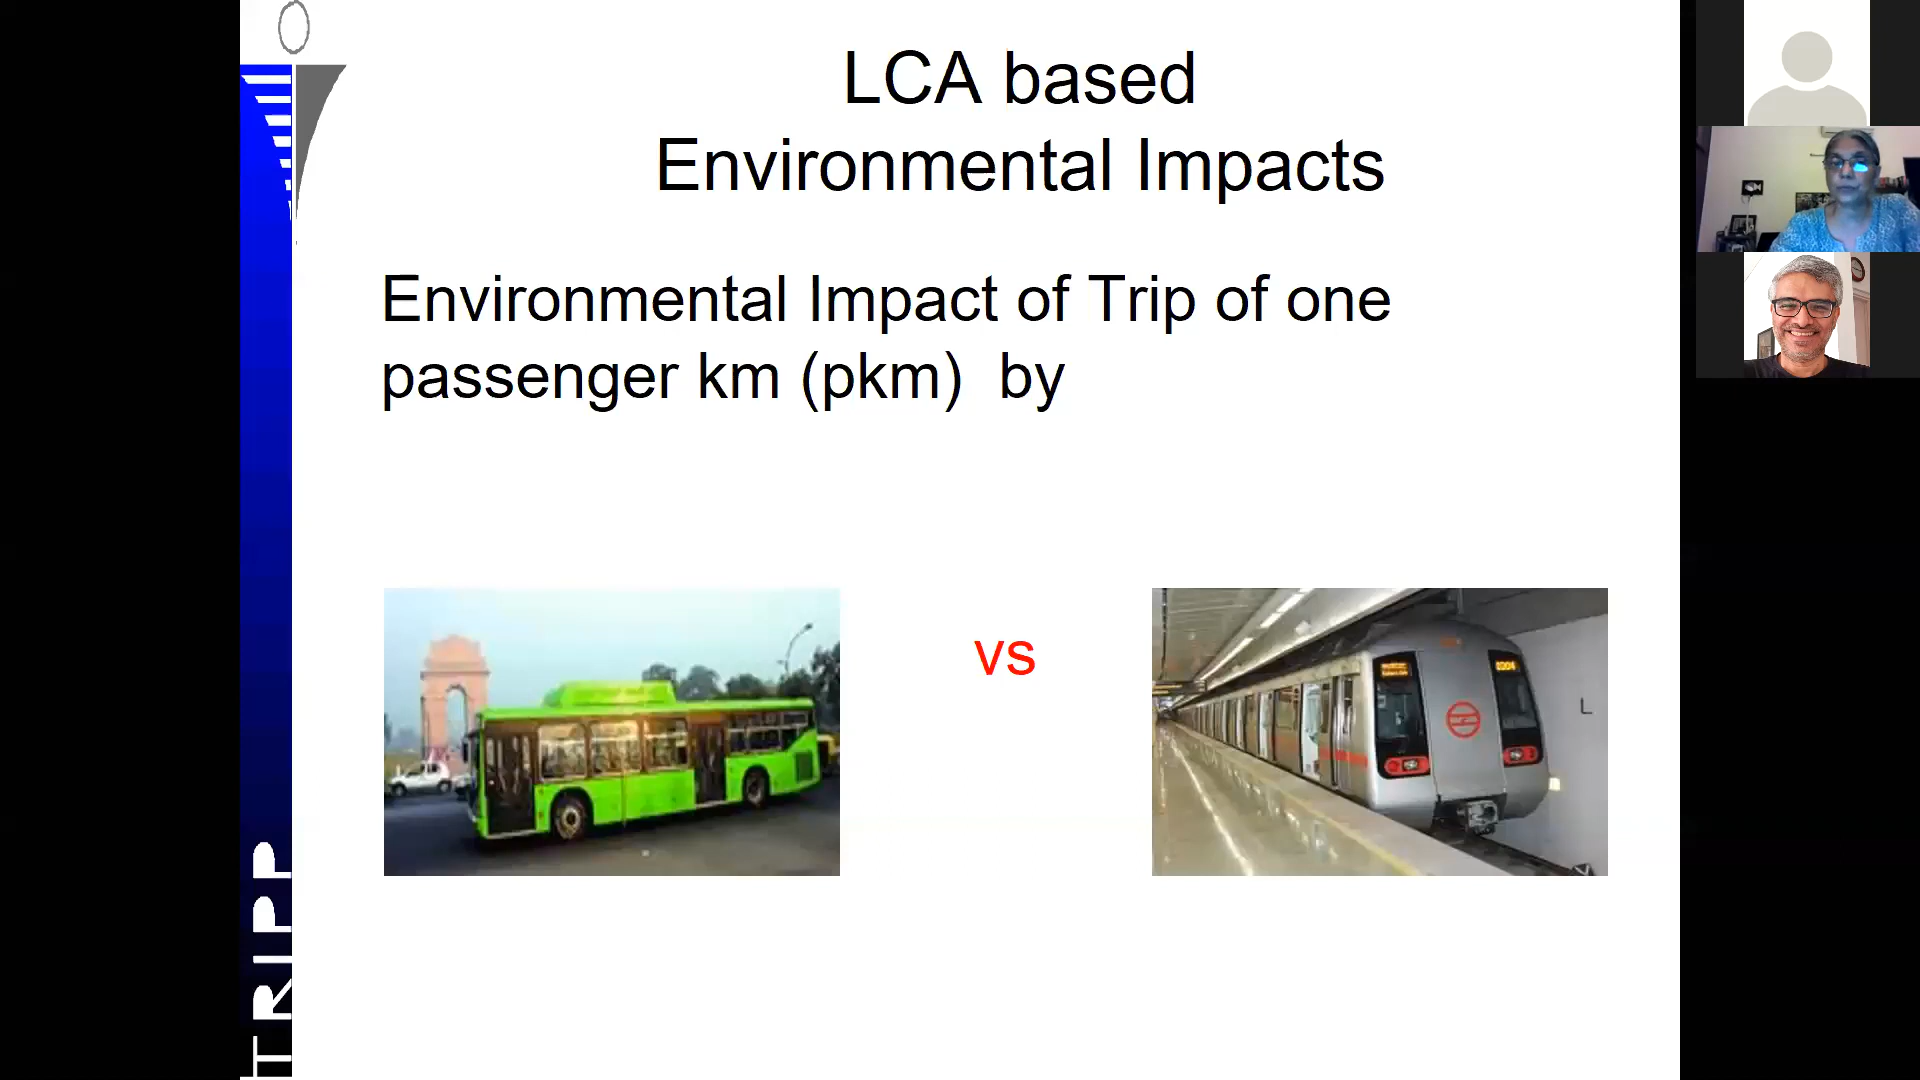 LCA based
Environmental Impacts
Environmental Impact of Trip of one
passenger km (pkm) by
vs
TRIPP